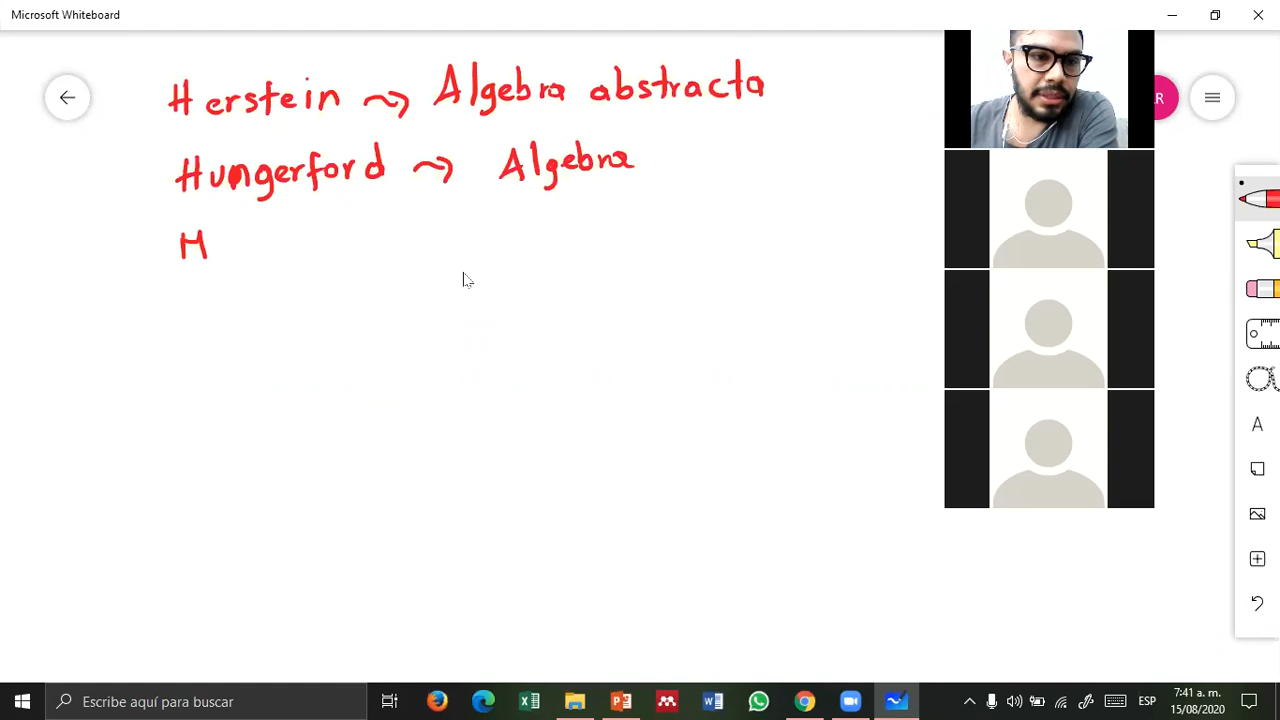 Microsoft Whiteboard
Herstein ⤳ Algebra abstracta
R
Hungerford ⤳ Algebra
M
A
Escribe aquí para buscar
ESP
7:41 a. m.
15/08/2020